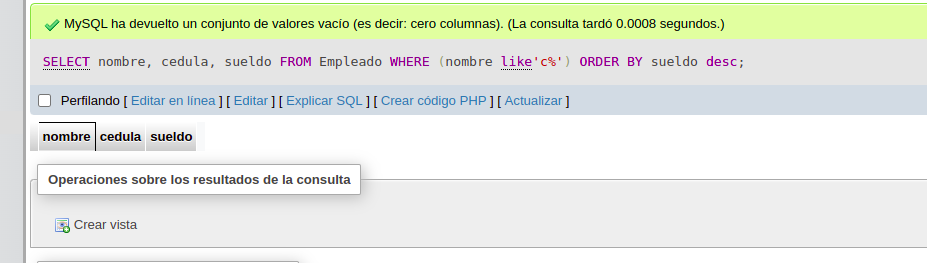 MySQL ha devuelto un conjunto de valores vacío (es decir: cero columnas). (La consulta tardó 0.0008 segundos.)
SELECT nombre, cedula, sueldo FROM Empleado WHERE (nombre like'c%') ORDER BY sueldo desc;
Perfilando [ Editar en línea ] [ Editar ] [ Explicar SQL ] [ Crear código PHP ] [ Actualizar ]
nombre cedula sueldo
Operaciones sobre los resultados de la consulta
Crear vista